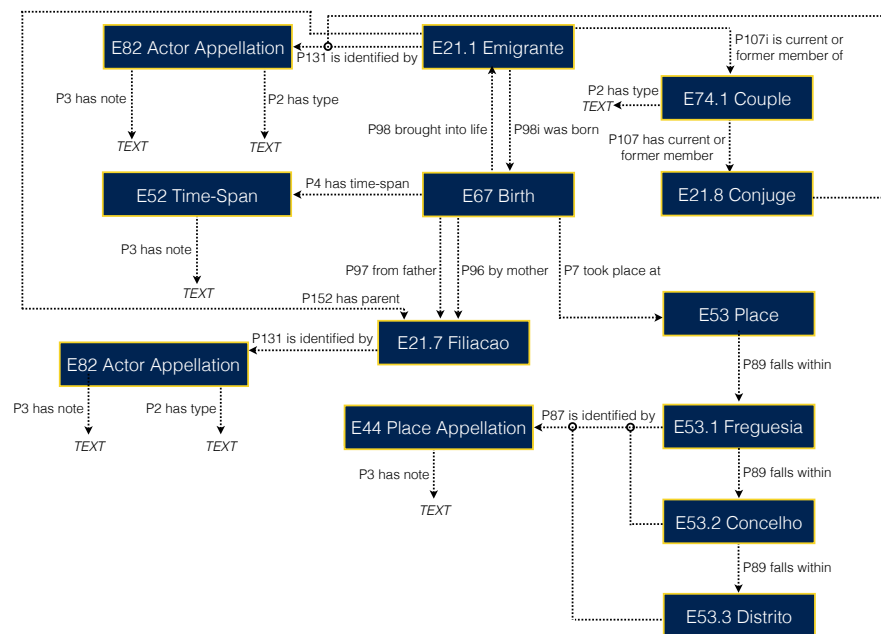 E82 Actor Appellation
P131 is identified by
E21.1 Emigrante
P107i is current or
former member of
P3 has note
P2 has type
TEXT
TEXT
P2 has type
TEXT
E74.1 Couple
P98 brought into life
P98i was born
P107 has current or
former member
E52 Time-Span
P4 has time-span
E67 Birth
E21.8 Conjuge
P3 has note
TEXT
P97 from father
P96 by mother
P7 took place at
P152 has parent
E53 Place
P131 is identified by
E21.7 Filiacao
E82 Actor Appellation
P89 falls within
P3 has note
P2 has type
TEXT
TEXT
E44 Place Appellation
P87 is identified by
E53.1 Freguesia
P3 has note
TEXT
P89 falls within
E53.2 Concelho
P89 falls within
E53.3 Distrito